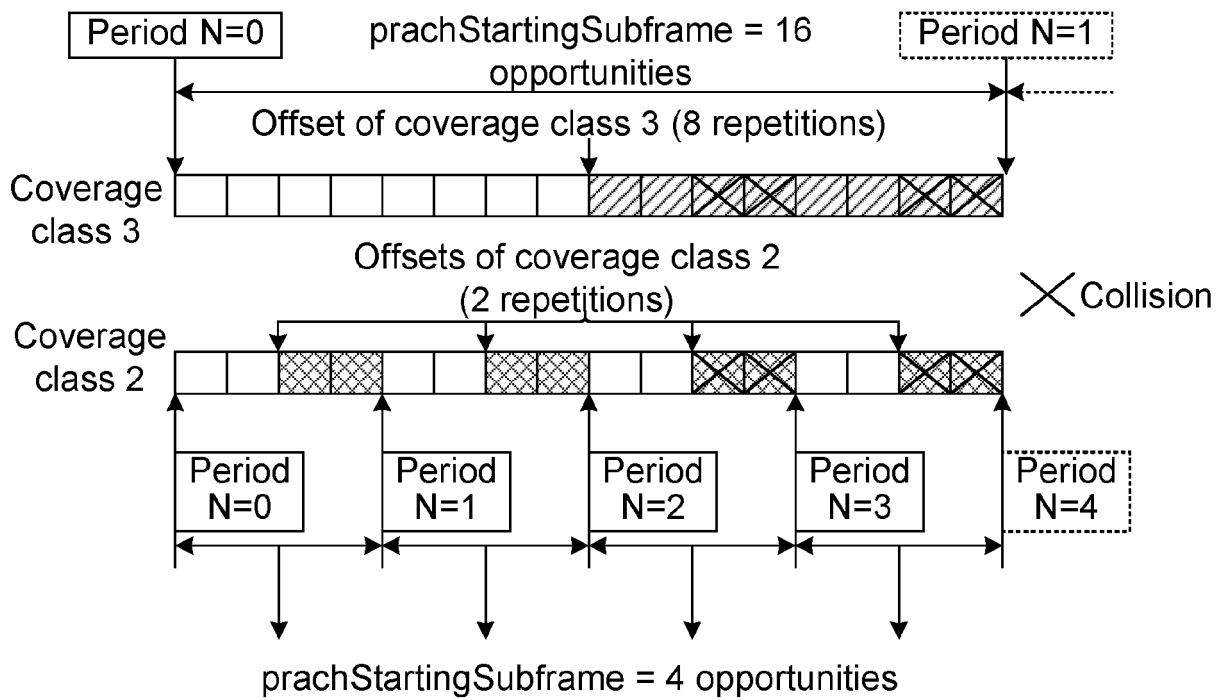 Period N=0
prachStartingSubframe = 16
opportunities
Period N=1
Offset of coverage class 3 (8 repetitions)
Coverage
class 3
Offsets of coverage class 2
(2 repetitions)
Collision
Coverage
class 2
Period
N=0
Period
N=1
Period
N=2
Period
N=3
Period
N=4
prachStartingSubframe = 4 opportunities